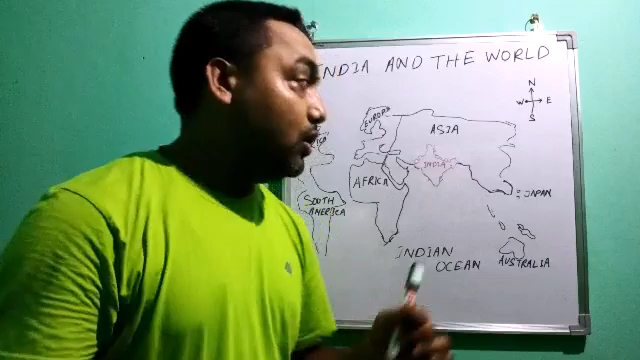 INDIA AND THE WORLD
N
W E
S
EUROPE
ASIA
INDIA
AFRICA
SOUTH
AMERICA
JAPAN
INDIAN
OCEAN
AUSTRALIA